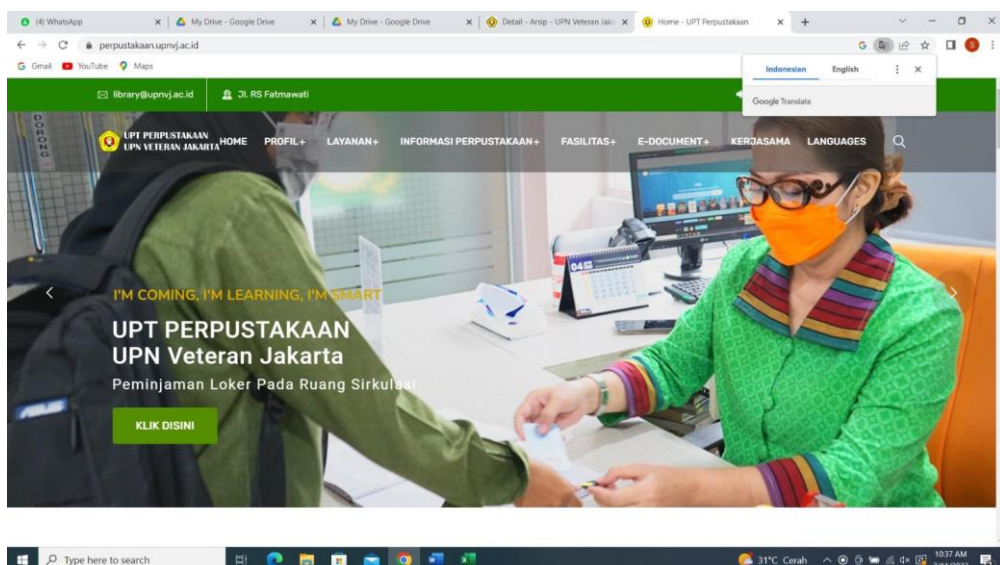 (4) WhatsApp
My Drive - Google Drive
My Drive - Google Drive
Detail - Arsip - UPN Veteran Jak
Home - UPT Perpustakaan
perpustakaan.upnvj.ac.id
Gmail
YouTube
Maps
Indonesian English
Google Translate
library@upnvj.ac.id
Jl. RS Fatmawati
DORONG
UPT PERPUSTAKAAN
UPN VETERAN JAKARTA
HOME PROFIL+ LAYANAN+ INFORMASI PERPUSTAKAAN+ FASILITAS+ E-DOCUMENT+ KERJASAMA LANGUAGES
04
I'M COMING, I'M LEARNING, I'M SMART
UPT PERPUSTAKAAN
UPN Veteran Jakarta
Peminjaman Loker Pada Ruang Sirkulasi
KLIK DISINI
Type here to search
31°C Cerah
10:37 AM